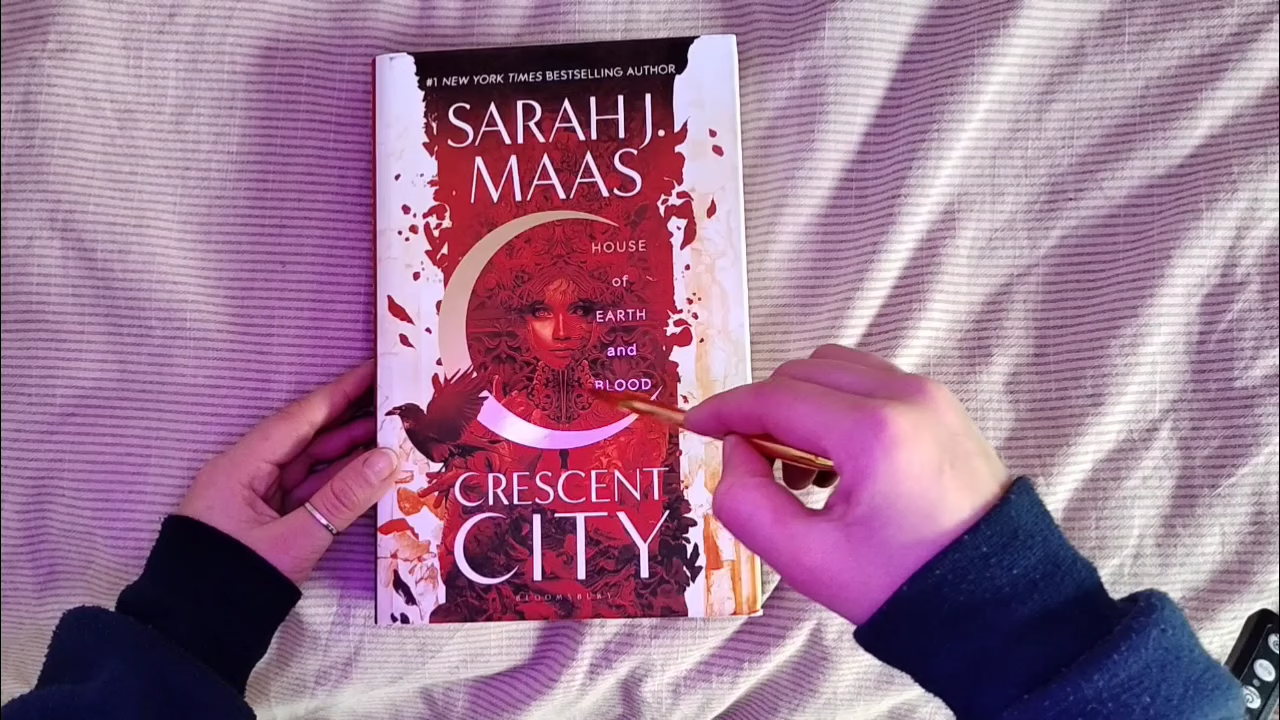 #1 NEW YORK TIMES BESTSELLING AUTHOR
SARAH J.
MAAS
HOUSE
of
EARTH
and
BLOOD
CRESCENT
CITY
BLOOMSBURY